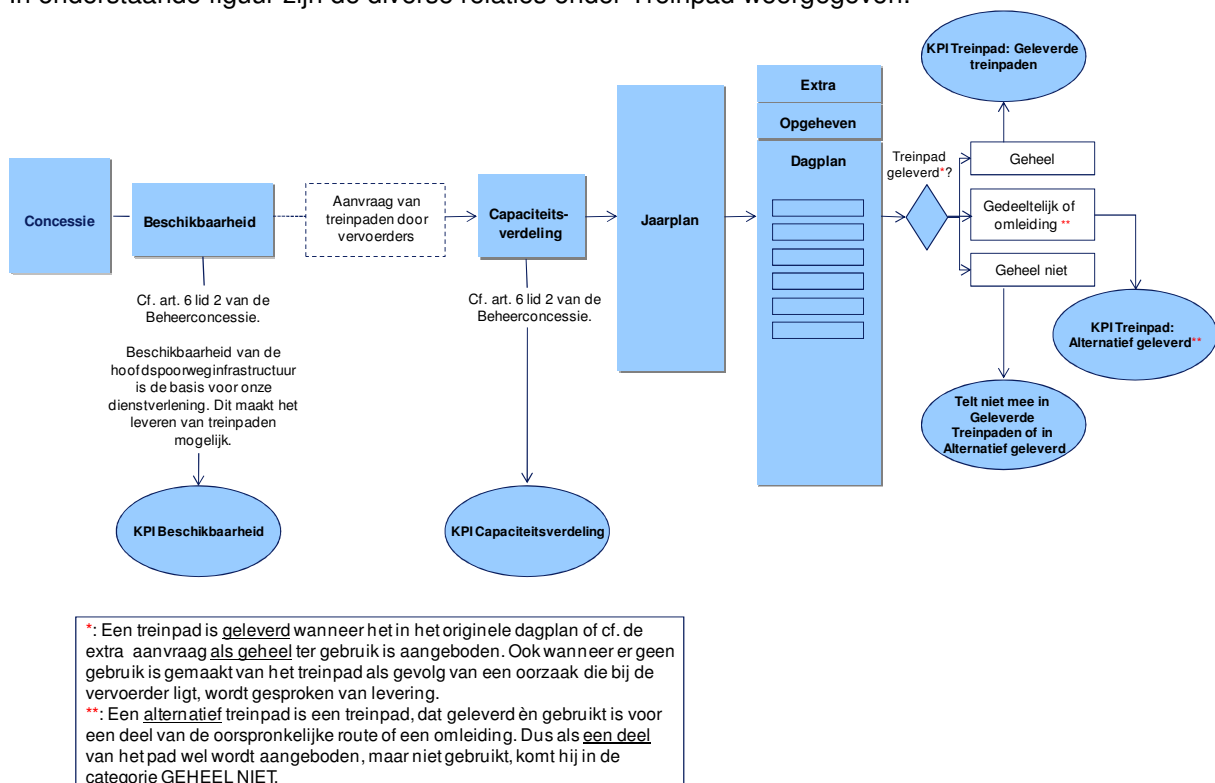 in onderstaande figuur zijn de diverse relaties onder Treinpad weergegeven.
KPI Treinpad: Geleverde
treinpaden
Extra
Opgeheven
Dagplan
Treinpad
geleverd*?
Geheel
Gedeeltelijk of
omleiding **
Geheel niet
Concessie
Beschikbaarheid
Aanvraag van
treinpaden door
vervoerders
Capaciteits-
verdeling
Jaarplan
Cf. art. 6 lid 2 van de
Beheerconcessie.
Beschikbaarheid van de
hoofdspoorweginfrastructuur
is de basis voor onze
dienstverlening. Dit maakt het
leveren van treinpaden
mogelijk.
Cf. art. 6 lid 2 van de
Beheerconcessie.
KPI Treinpad:
Alternatief geleverd**
Telt niet mee in
Geleverde
Treinpaden of in
Alternatief geleverd
KPI Beschikbaarheid
KPI Capaciteitsverdeling
*: Een treinpad is geleverd wanneer het in het originele dagplan of cf. de
extra aanvraag als geheel ter gebruik is aangeboden. Ook wanneer er geen
gebruik is gemaakt van het treinpad als gevolg van een oorzaak die bij de
vervoerder ligt, wordt gesproken van levering.
**: Een alternatief treinpad is een treinpad, dat geleverd èn gebruikt is voor
een deel van de oorspronkelijke route of een omleiding. Dus als een deel
van het pad wel wordt aangeboden, maar niet gebruikt, komt hij in de
categorie GEHEEL NIET.